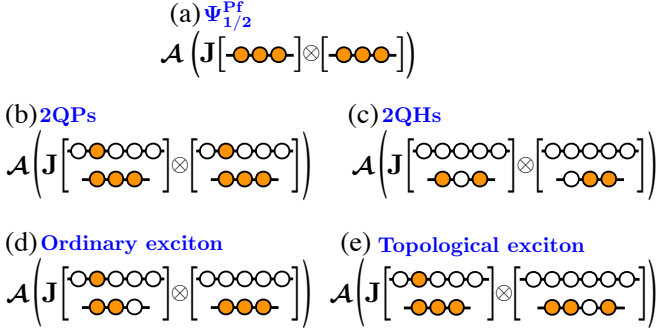 (a) Ψ^Pf_1/2
𝒜 ( J [ ] ⊗ [ ] )
(b) 2QPs (c) 2QHs
𝒜 ( J [ ] ⊗ [ ] ) 𝒜 ( J [ ] ⊗ [ ] )
(d) Ordinary exciton (e) Topological exciton
𝒜 ( J [ ] ⊗ [ ] ) 𝒜 ( J [ ] ⊗ [ ] )